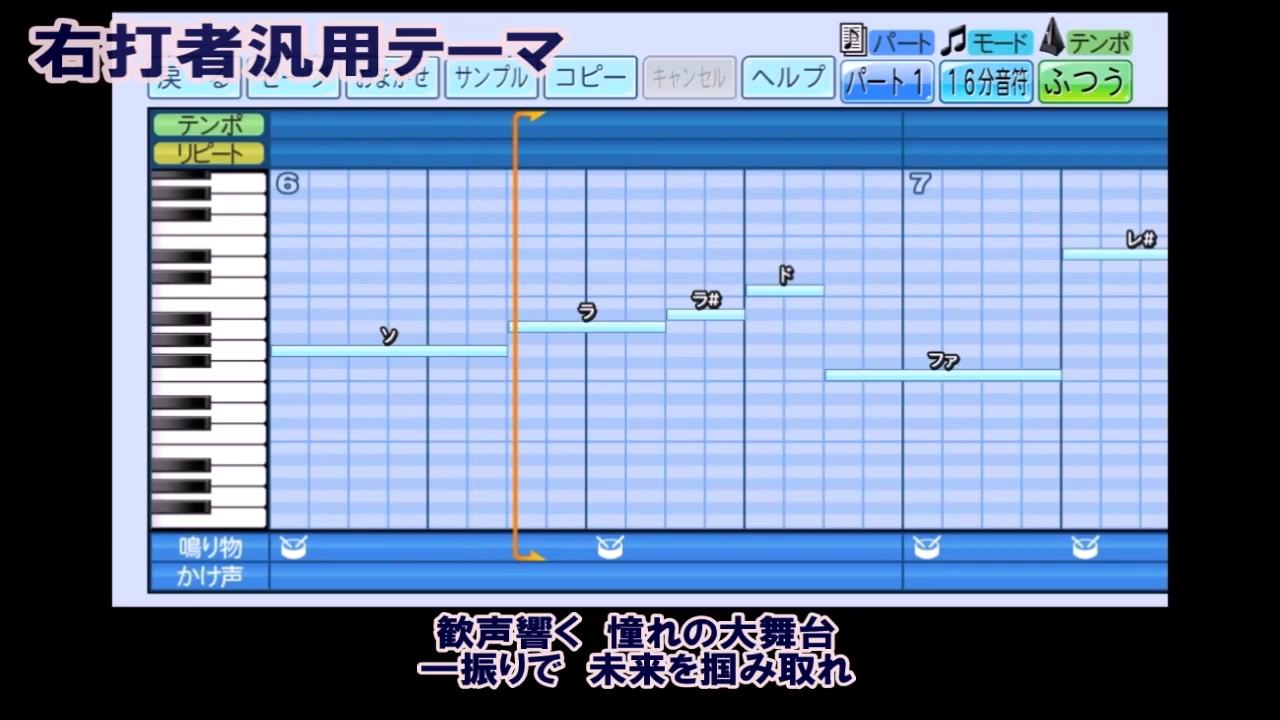 右打者汎用テーマ
パート モード テンポ
サンプル コピー キャンセル ヘルプ パート1 16分音符 ふつう
テンポ
リピート
6 7
レ#
ド
ラ#
ラ
ソ
ファ
鳴り物
かけ声
歓声響く 憧れの大舞台
一振りで 未来を掴み取れ